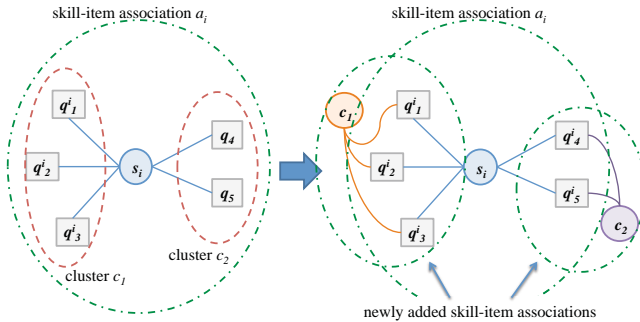 skill-item association a_i
q^i_1
q^i_2
q^i_3
s_i
q_4
q_5
cluster c_1
cluster c_2
skill-item association a_i
c_1
q^i_1
q^i_2
q^i_3
s_i
q^i_4
q^i_5
c_2
newly added skill-item associations